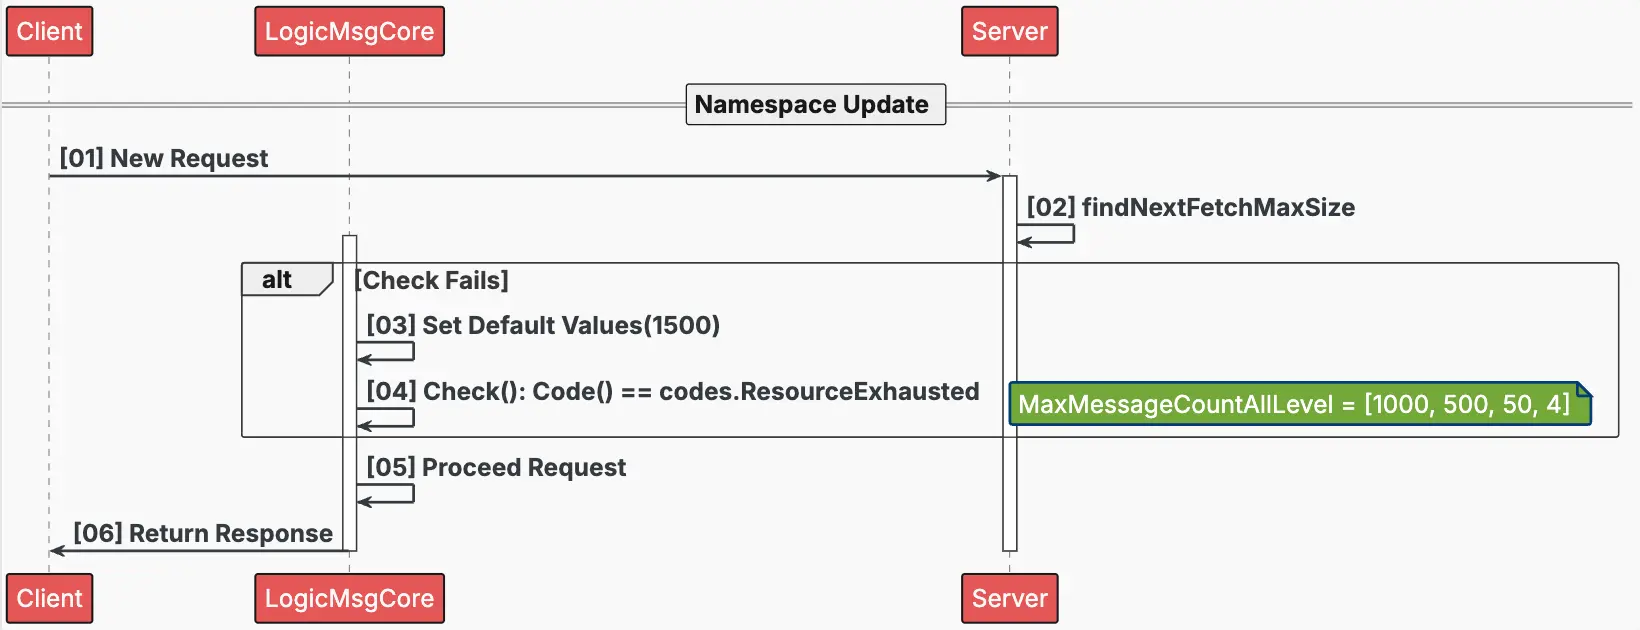 Client
LogicMsgCore
Server
Namespace Update
[01] New Request
[02] findNextFetchMaxSize
alt
[Check Fails]
[03] Set Default Values(1500)
[04] Check(): Code() == codes.ResourceExhausted
MaxMessageCountAllLevel = [1000, 500, 50, 4]
[05] Proceed Request
[06] Return Response
Client
LogicMsgCore
Server